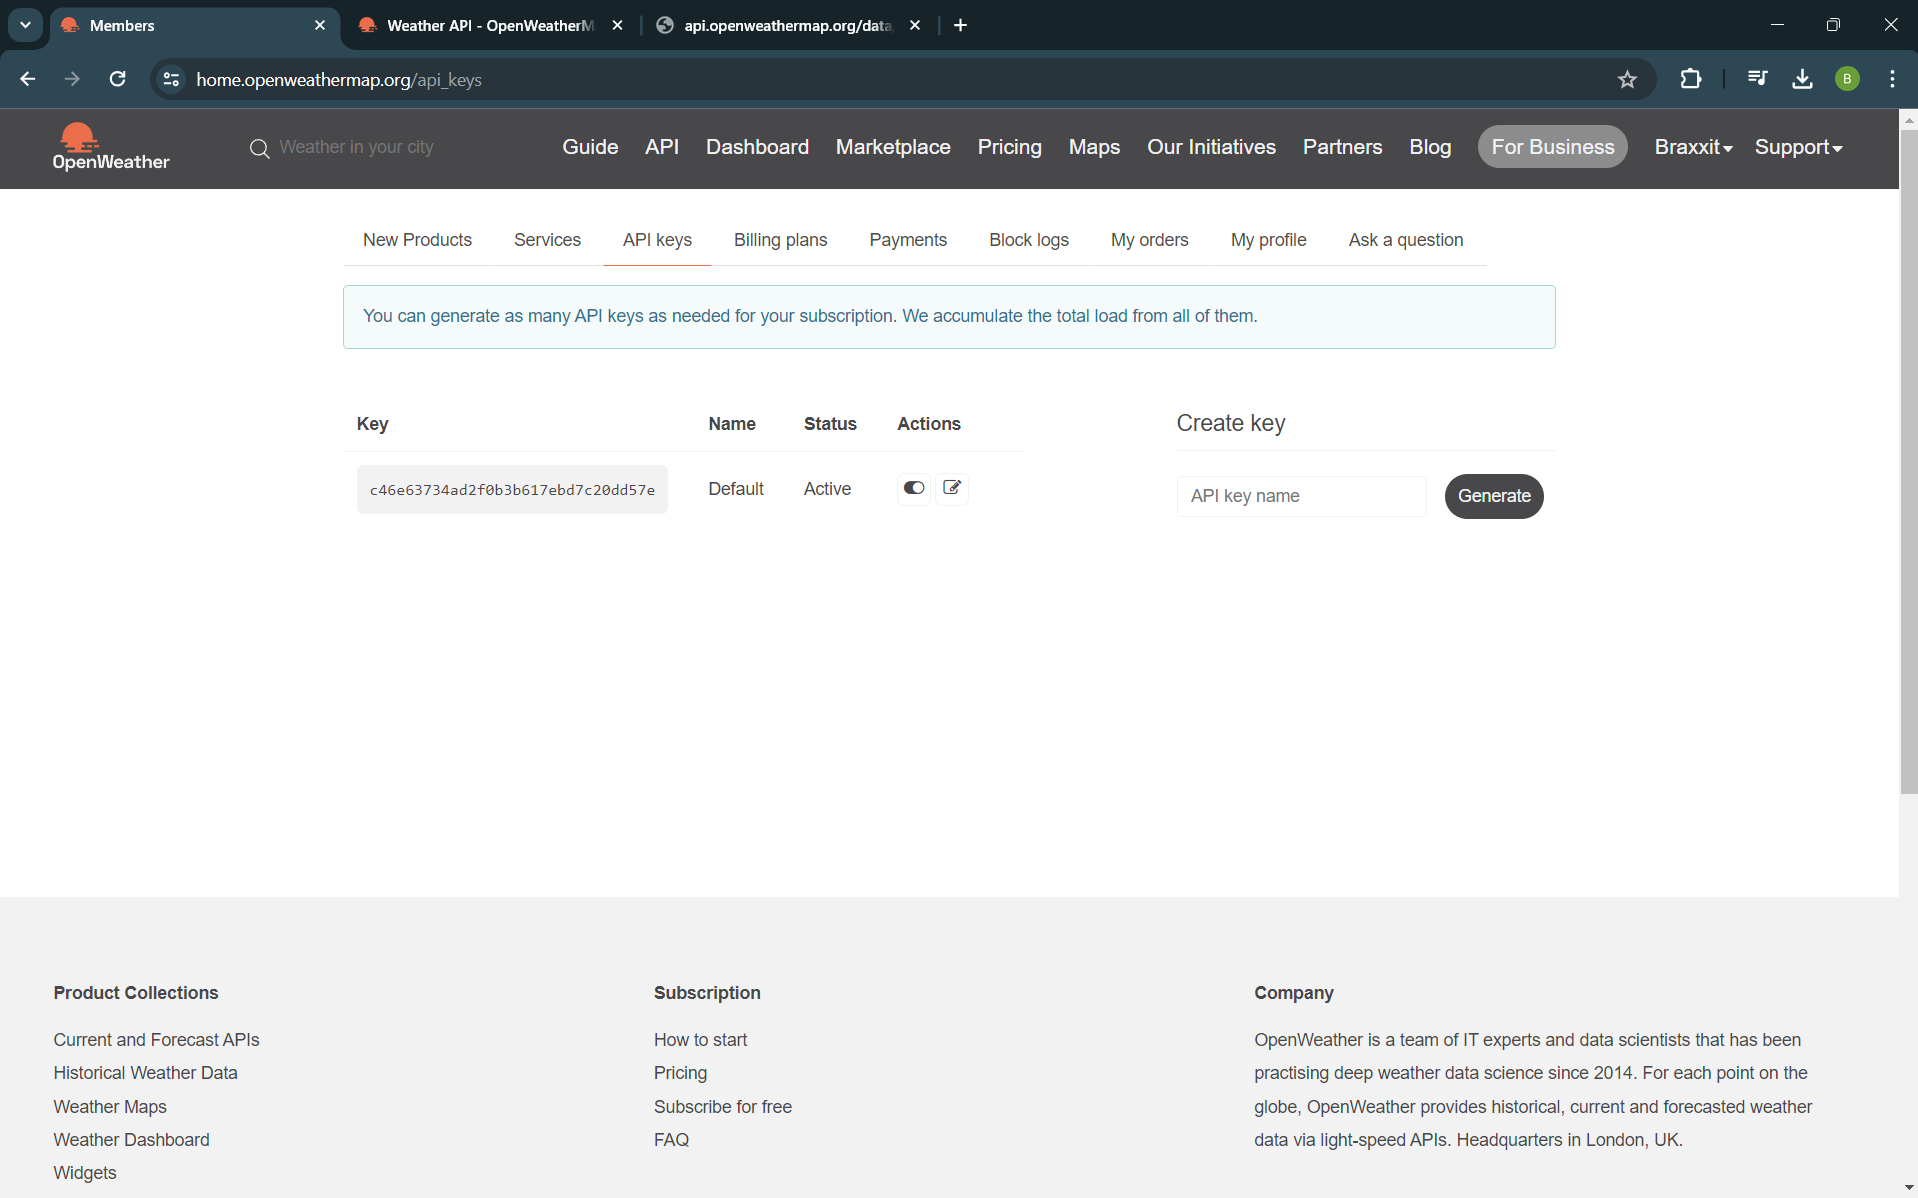 Members
Weather API - OpenWeatherM
api.openweathermap.org/data
home.openweathermap.org/api_keys
B
OpenWeather
Weather in your city
Guide
API
Dashboard
Marketplace
Pricing
Maps
Our Initiatives
Partners
Blog
For Business
Braxxit
Support
New Products
Services
API keys
Billing plans
Payments
Block logs
My orders
My profile
Ask a question
You can generate as many API keys as needed for your subscription. We accumulate the total load from all of them.
Key
Name
Status
Actions
c46e63734ad2f0b3b617ebd7c20dd57e
Default
Active
Create key
API key name
Generate
Product Collections
Current and Forecast APIs
Historical Weather Data
Weather Maps
Weather Dashboard
Widgets
Subscription
How to start
Pricing
Subscribe for free
FAQ
Company
OpenWeather is a team of IT experts and data scientists that has been
practising deep weather data science since 2014. For each point on the
globe, OpenWeather provides historical, current and forecasted weather
data via light-speed APIs. Headquarters in London, UK.